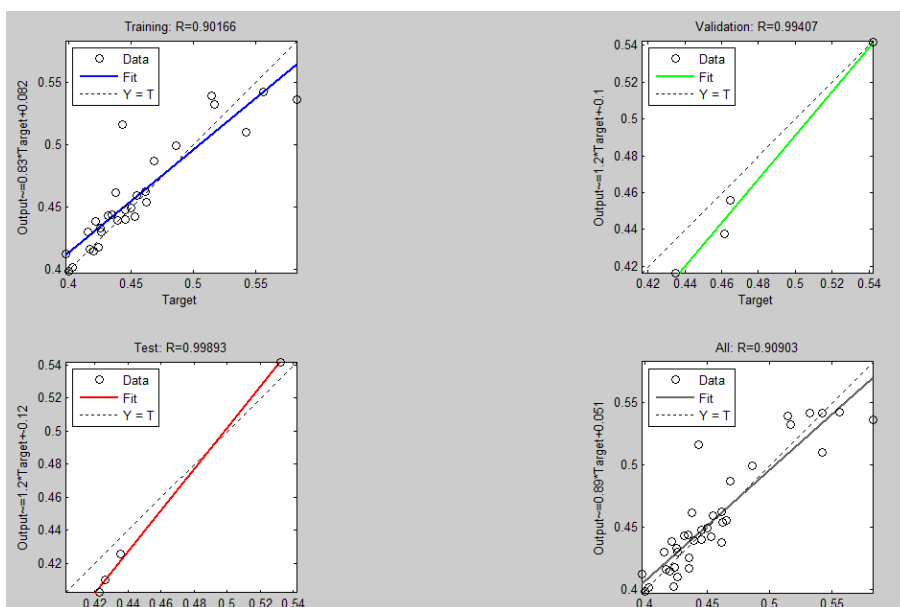 Training: R=0.90166
Output~=0.83*Target+0.082
0.55
0.5
0.45
0.4
Data
Fit
Y = T
0.4 0.45 0.5 0.55
Target
Validation: R=0.99407
Output~=1.2*Target+-0.1
0.54
0.52
0.5
0.48
0.46
0.44
0.42
Data
Fit
Y = T
0.42 0.44 0.46 0.48 0.5 0.52 0.54
Target
Test: R=0.99893
Output~=1.2*Target+-0.12
0.54
0.52
0.5
0.48
0.46
0.44
0.42
Data
Fit
Y = T
0.42 0.44 0.46 0.48 0.5 0.52 0.54
All: R=0.90903
Output~=0.89*Target+0.051
0.55
0.5
0.45
0.4
Data
Fit
Y = T
0.4 0.45 0.5 0.55